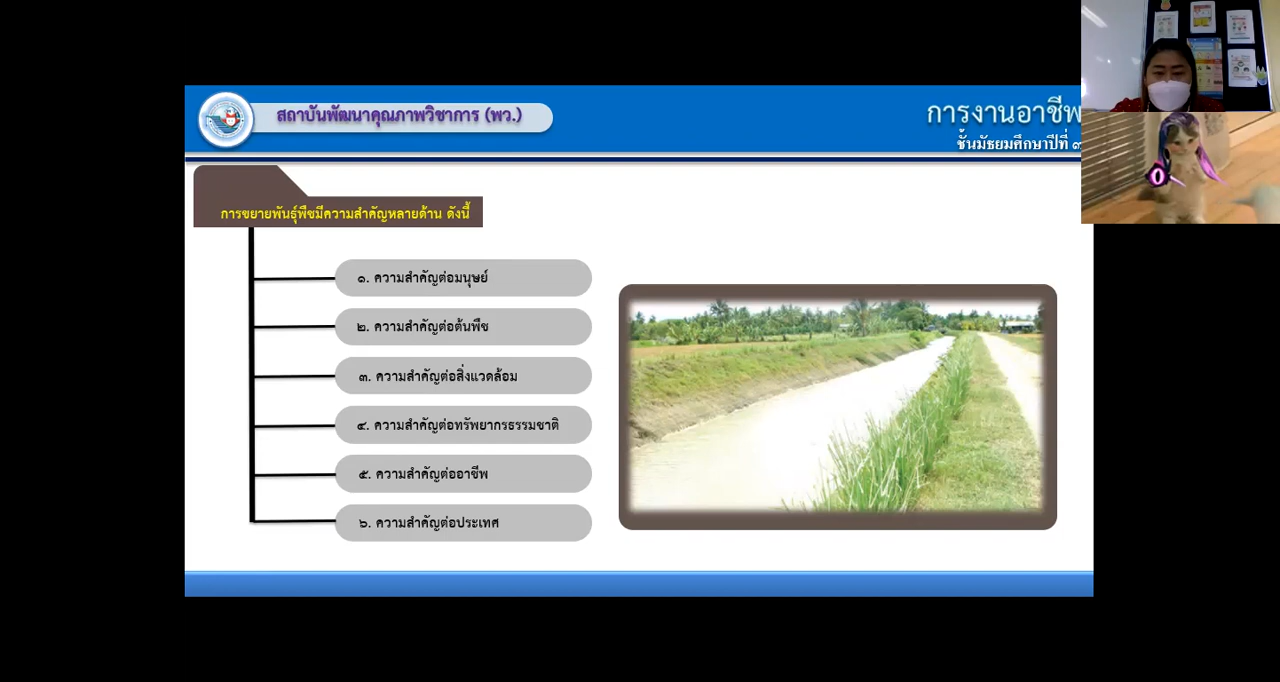 สถาบันพัฒนาคุณภาพวิชาการ (พว.)
การงานอาชีพ
ชั้นมัธยมศึกษาปีที่ ๓
การขยายพันธุ์พืชมีความสำคัญหลายด้าน ดังนี้
๑. ความสำคัญต่อมนุษย์
๒. ความสำคัญต่อต้นพืช
๓. ความสำคัญต่อสิ่งแวดล้อม
๔. ความสำคัญต่อทรัพยากรธรรมชาติ
๕. ความสำคัญต่ออาชีพ
๖. ความสำคัญต่อประเทศ